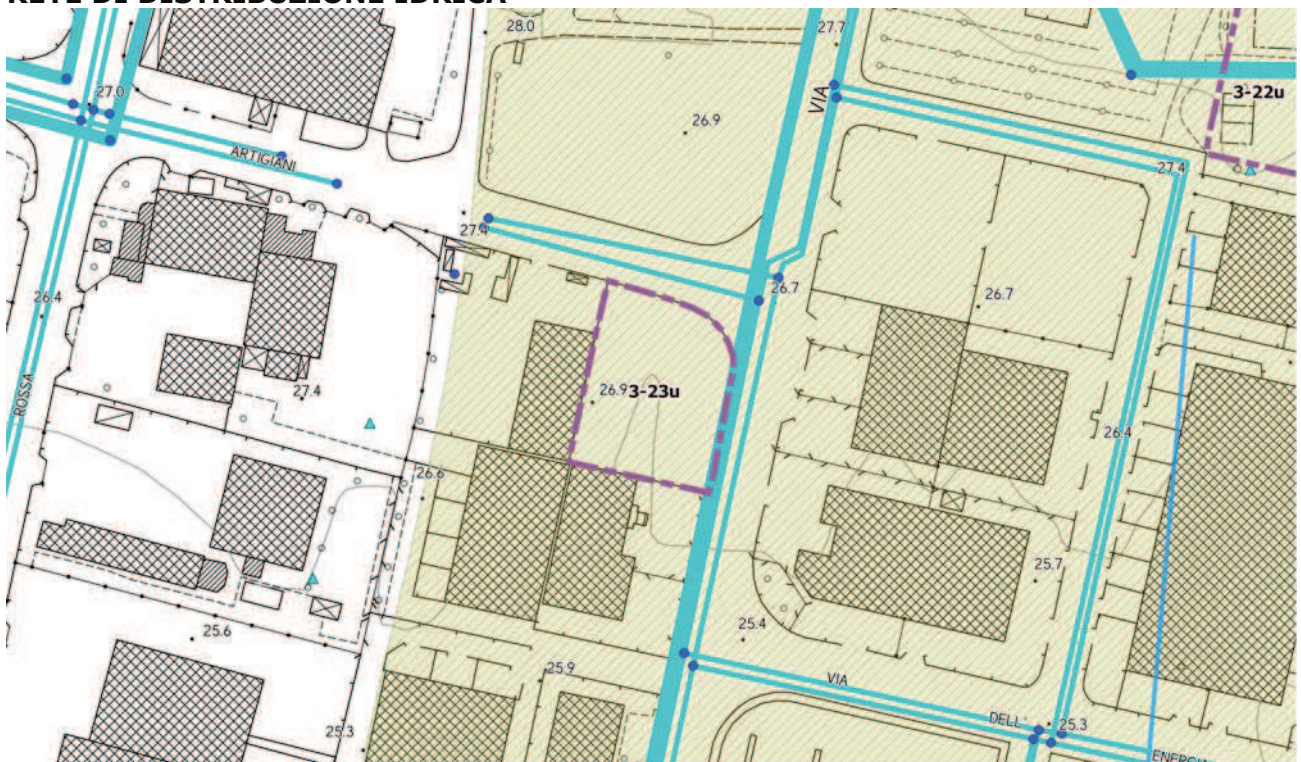 RETE DI DISTRIBUZIONE IDRICA
28.0
27.7
27.0
VIA
3-22u
26.9
ARTIGIANI
27.4
27.4
26.4
26.7
26.7
ROSSA
27.4
26.9
3-23u
26.4
26.6
25.7
25.6
25.4
25.9
VIA
DELL'
25.3
25.3
ENERGIA